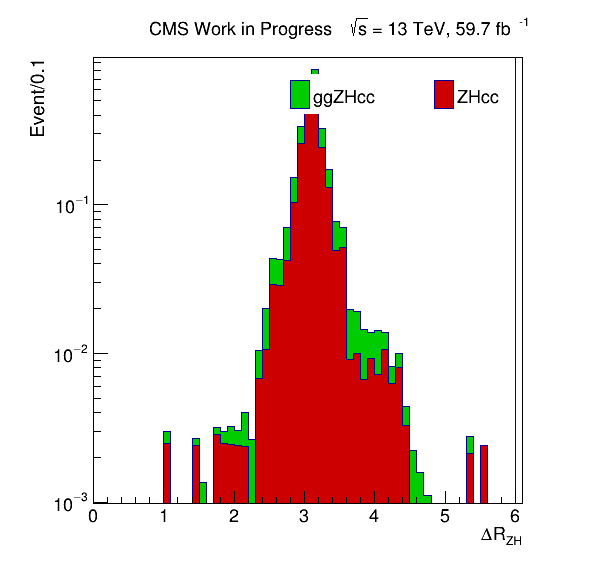 CMS Work in Progress √s = 13 TeV, 59.7 fb⁻¹
Event/0.1
ggZHcc ZHcc
10⁻¹
10⁻²
10⁻³
0 1 2 3 4 5 6
ΔR_ZH